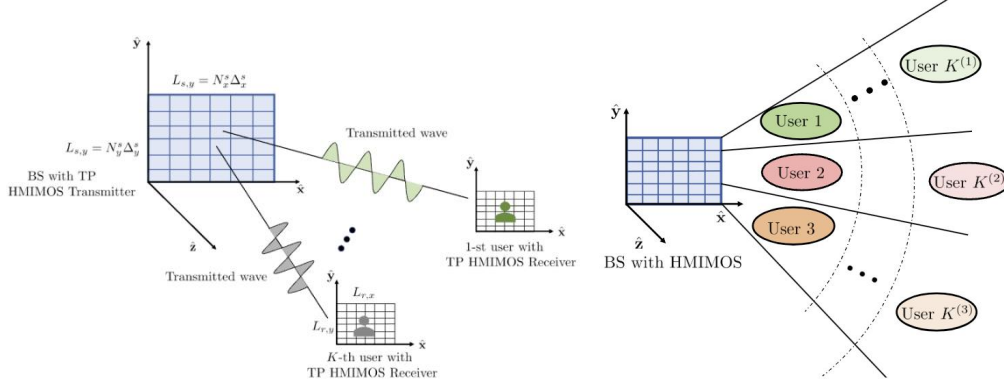 ŷ
L_{s,y} = N_x^s Δ_x^s
L_{s,y} = N_y^s Δ_y^s
BS with TP
HMIMOS Transmitter
x̂
ẑ
Transmitted wave
ŷ
x̂
1-st user with
TP HMIMOS Receiver
Transmitted wave
ŷ
L_{r,x}
L_{r,y}
x̂
K-th user with
TP HMIMOS Receiver
ŷ
x̂
ẑ
BS with HMIMOS
User 1
User 2
User 3
User K^{(1)}
User K^{(2)}
User K^{(3)}